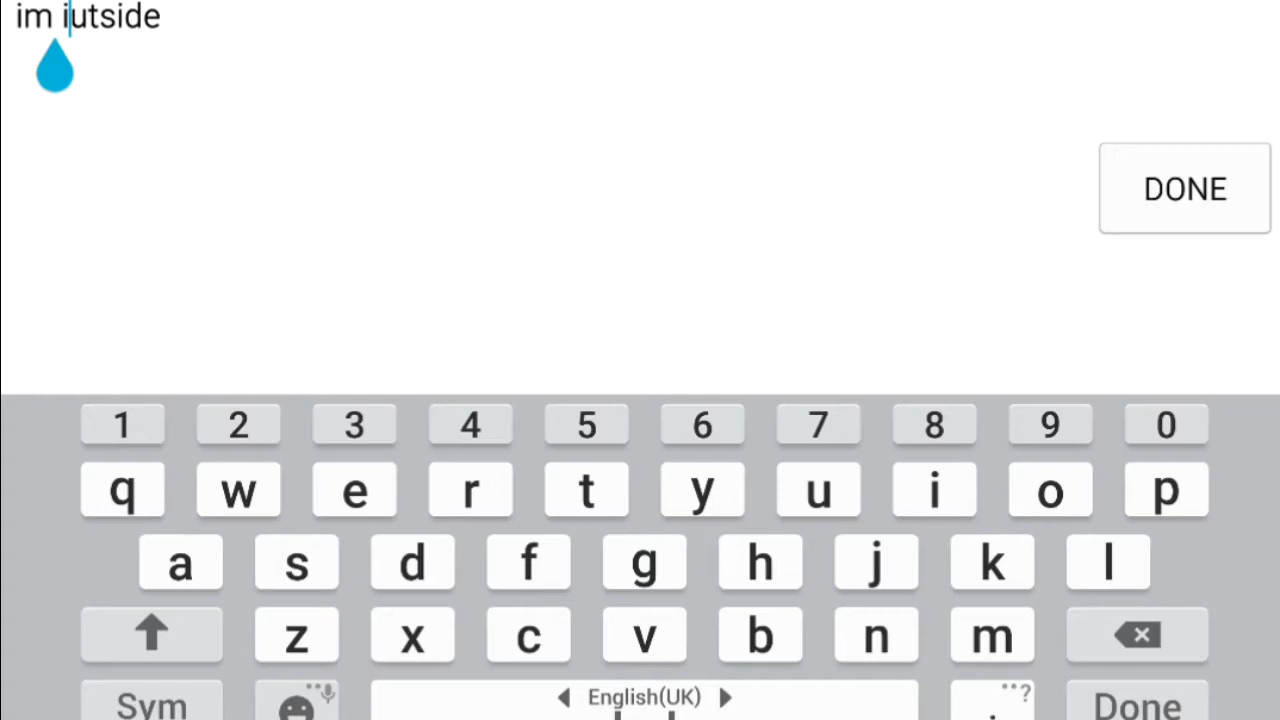 im iutside
DONE
1 2 3 4 5 6 7 8 9 0
q w e r t y u i o p
a s d f g h j k l
z x c v b n m
Sym English(UK) ? . Done